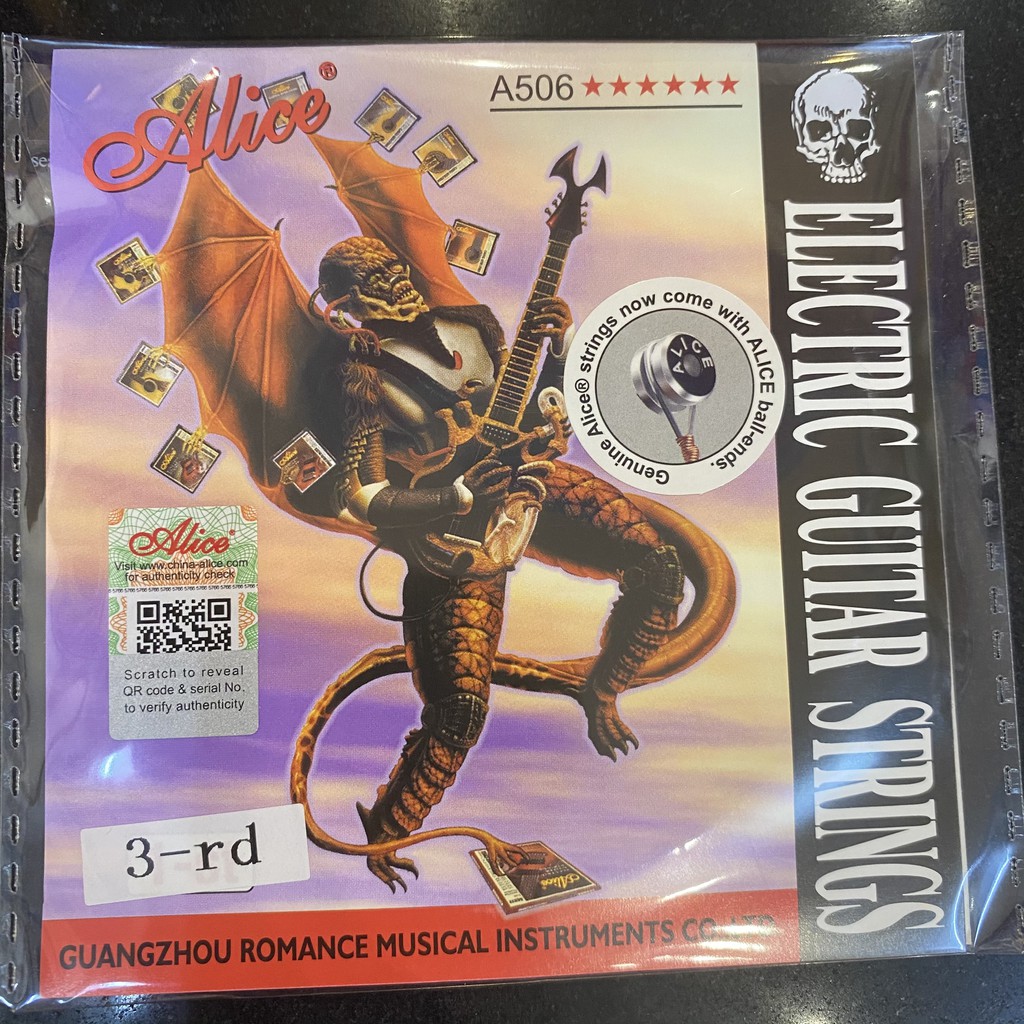 Alice®
A506 ★★★★★★
ELECTRIC GUITAR STRINGS
Genuine Alice® strings now come with ALICE ball-ends.
ALICE
Alice®
Visit www.china-alice.com
for authenticity check
Scratch to reveal
QR code & serial No.
to verify authenticity
3-rd
GUANGZHOU ROMANCE MUSICAL INSTRUMENTS CO. LTD